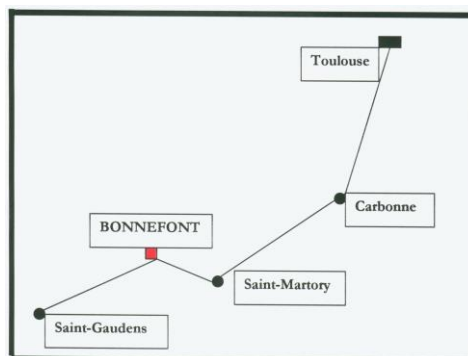 Toulouse
Carbonne
BONNEFONT
Saint-Martory
Saint-Gaudens